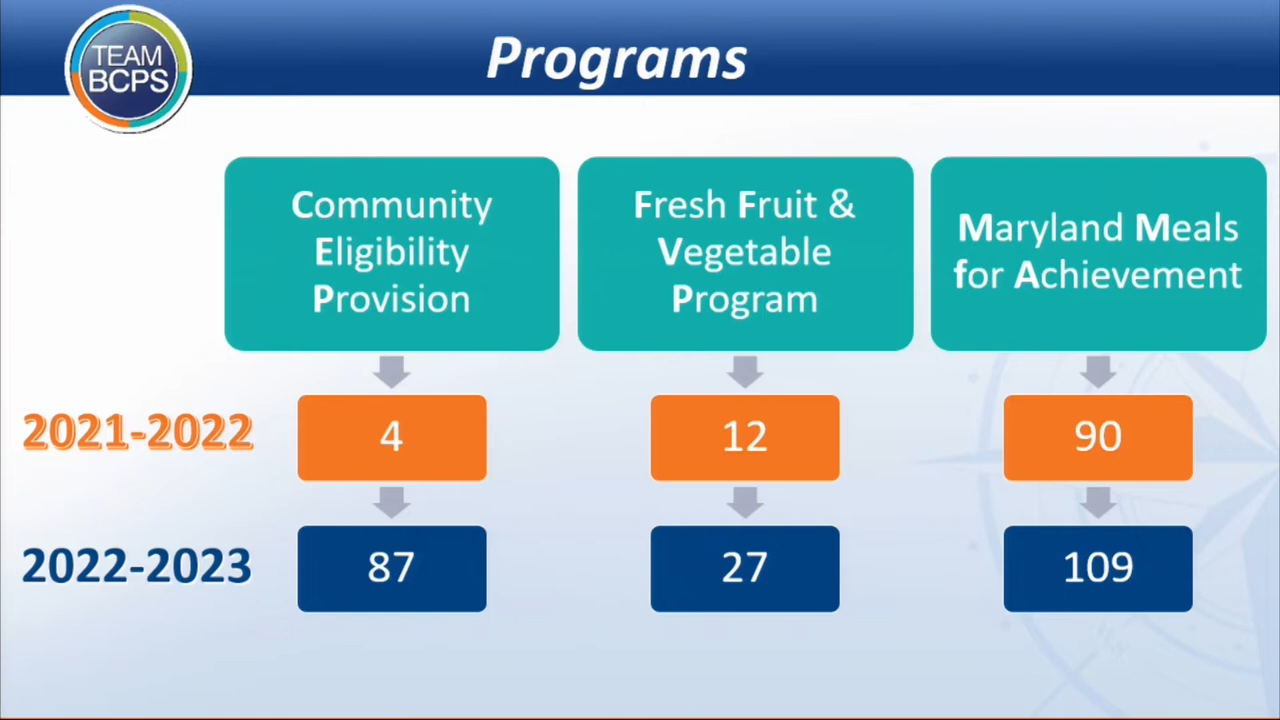 TEAM
BCPS
Programs
Community
Eligibility
Provision
Fresh Fruit &
Vegetable
Program
Maryland Meals
for Achievement
2021-2022
4
12
90
2022-2023
87
27
109